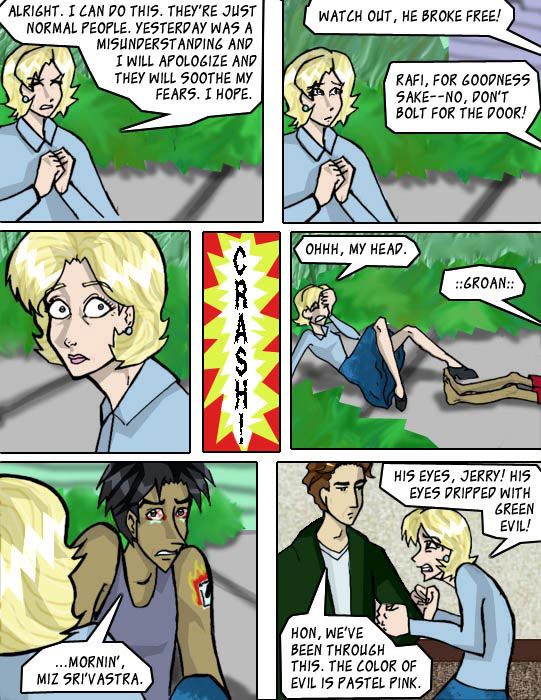 ALRIGHT. I CAN DO THIS. THEY'RE JUST
NORMAL PEOPLE. YESTERDAY WAS A
MISUNDERSTANDING AND
I WILL APOLOGIZE AND
THEY WILL SOOTHE MY
FEARS. I HOPE.
WATCH OUT, HE BROKE FREE!
RAFI, FOR GOODNESS
SAKE--NO, DON'T
BOLT FOR THE DOOR!
CRASH!
OHHH, MY HEAD.
::GROAN::
...MORNIN',
MIZ SRI'VASTRA.
HIS EYES, JERRY! HIS
EYES DRIPPED WITH
GREEN
EVIL!
HON, WE'VE
BEEN THROUGH
THIS. THE COLOR OF
EVIL IS PASTEL PINK.